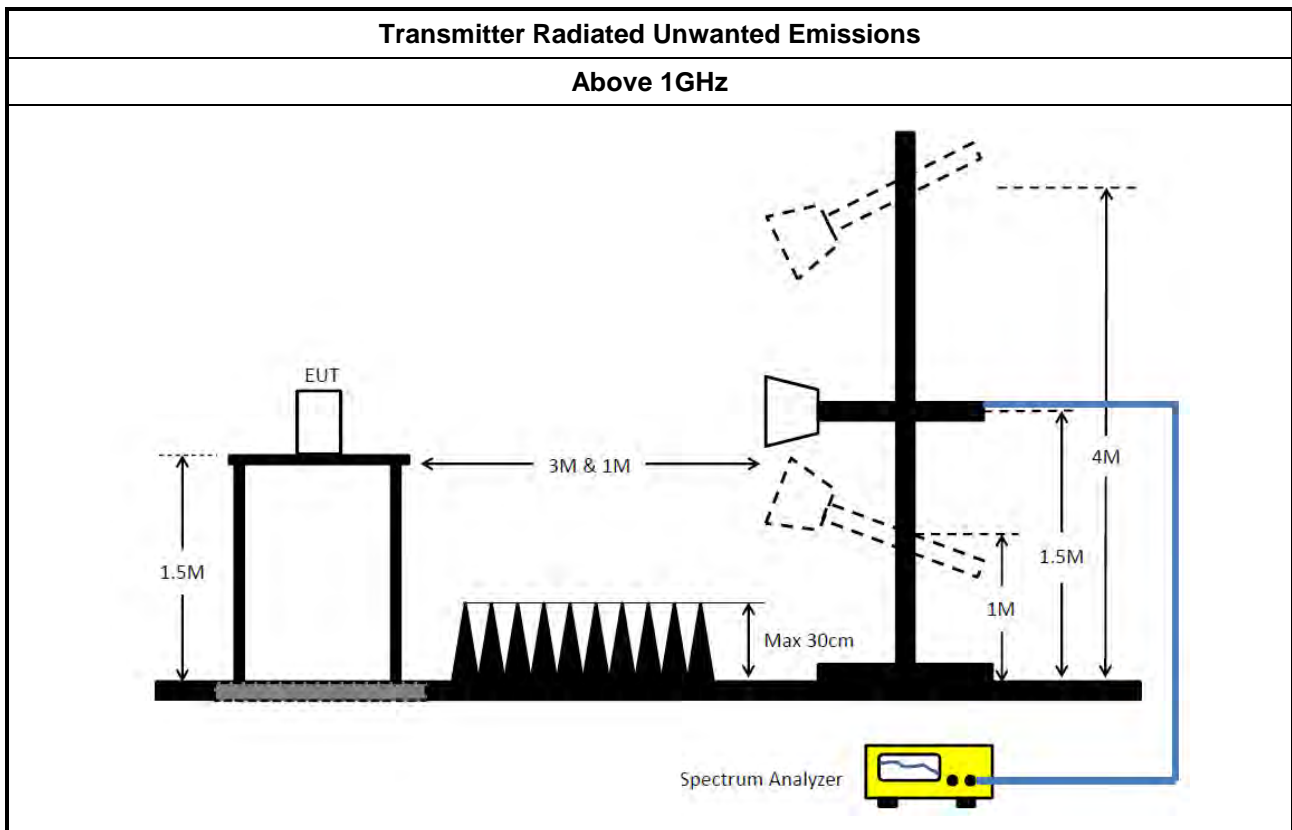 Transmitter Radiated Unwanted Emissions
Above 1GHz
EUT
3M & 1M
4M
1.5M
1.5M
1M
Max 30cm
Spectrum Analyzer